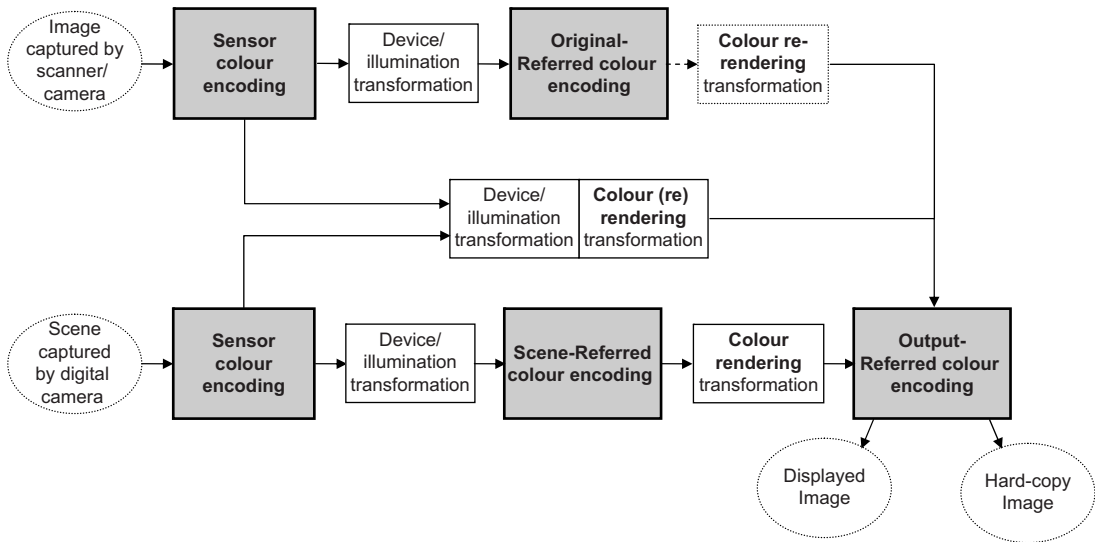 Image
captured by
scanner/
camera
Sensor
colour
encoding
Device/
illumination
transformation
Original-
Referred colour
encoding
Colour re-
rendering
transformation
Device/
illumination
transformation
Colour (re)
rendering
transformation
Scene
captured
by digital
camera
Sensor
colour
encoding
Device/
illumination
transformation
Scene-Referred
colour encoding
Colour
rendering
transformation
Output-
Referred colour
encoding
Displayed
Image
Hard-copy
Image